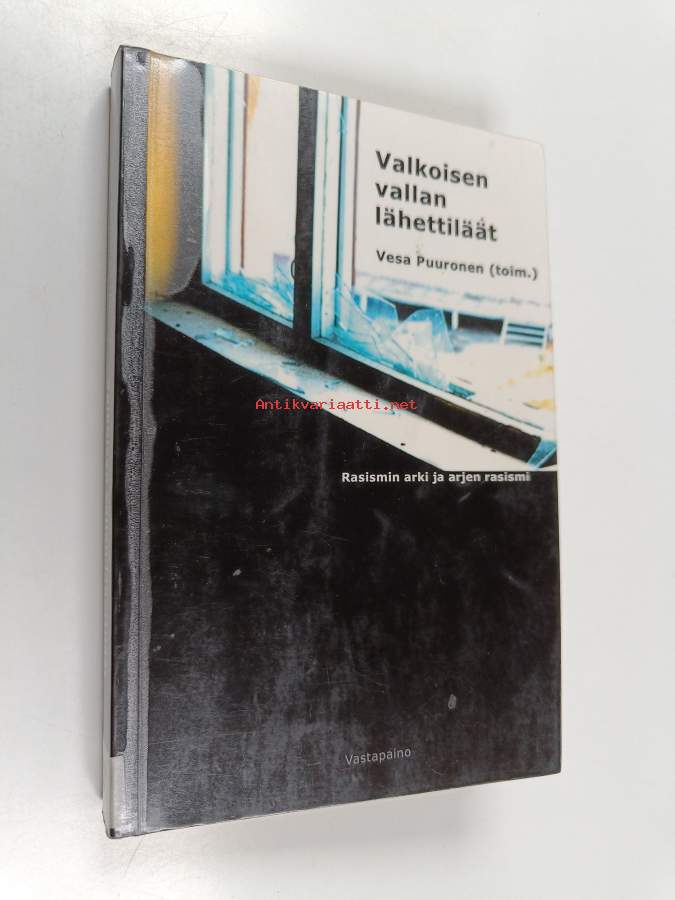 Valkoisen
vallan
lähettiläät
Vesa Puuronen (toim.)
Antikvariaatti.net
Rasismin arki ja arjen rasismi
Vastapaino